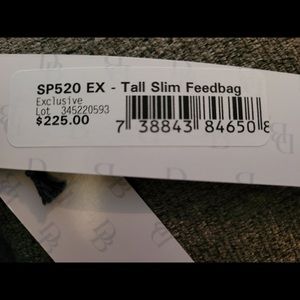 SP520 EX - Tall Slim Feedbag
Exclusive
Lot 345220593
$225.00
7 38843 84650 8